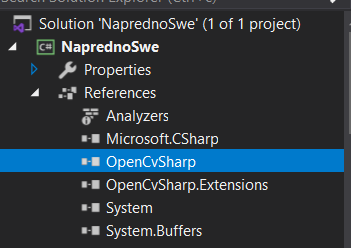 Solution 'NaprednoSwe' (1 of 1 project)
NaprednoSwe
Properties
References
Analyzers
Microsoft.CSharp
OpenCvSharp
OpenCvSharp.Extensions
System
System.Buffers